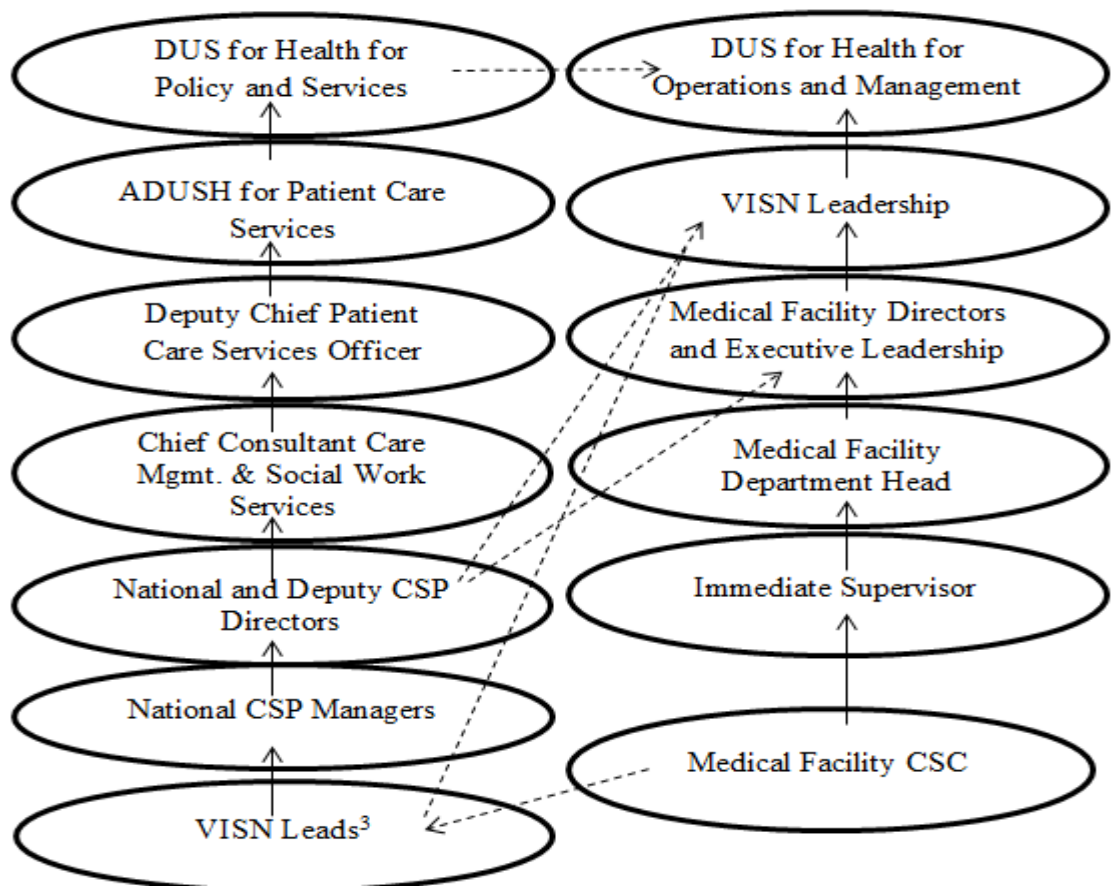 DUS for Health for
Policy and Services
ADUSH for Patient Care
Services
Deputy Chief Patient
Care Services Officer
Chief Consultant Care
Mgmt. & Social Work
Services
National and Deputy CSP
Directors
National CSP Managers
VISN Leads³
DUS for Health for
Operations and Management
VISN Leadership
Medical Facility Directors
and Executive Leadership
Medical Facility
Department Head
Immediate Supervisor
Medical Facility CSC